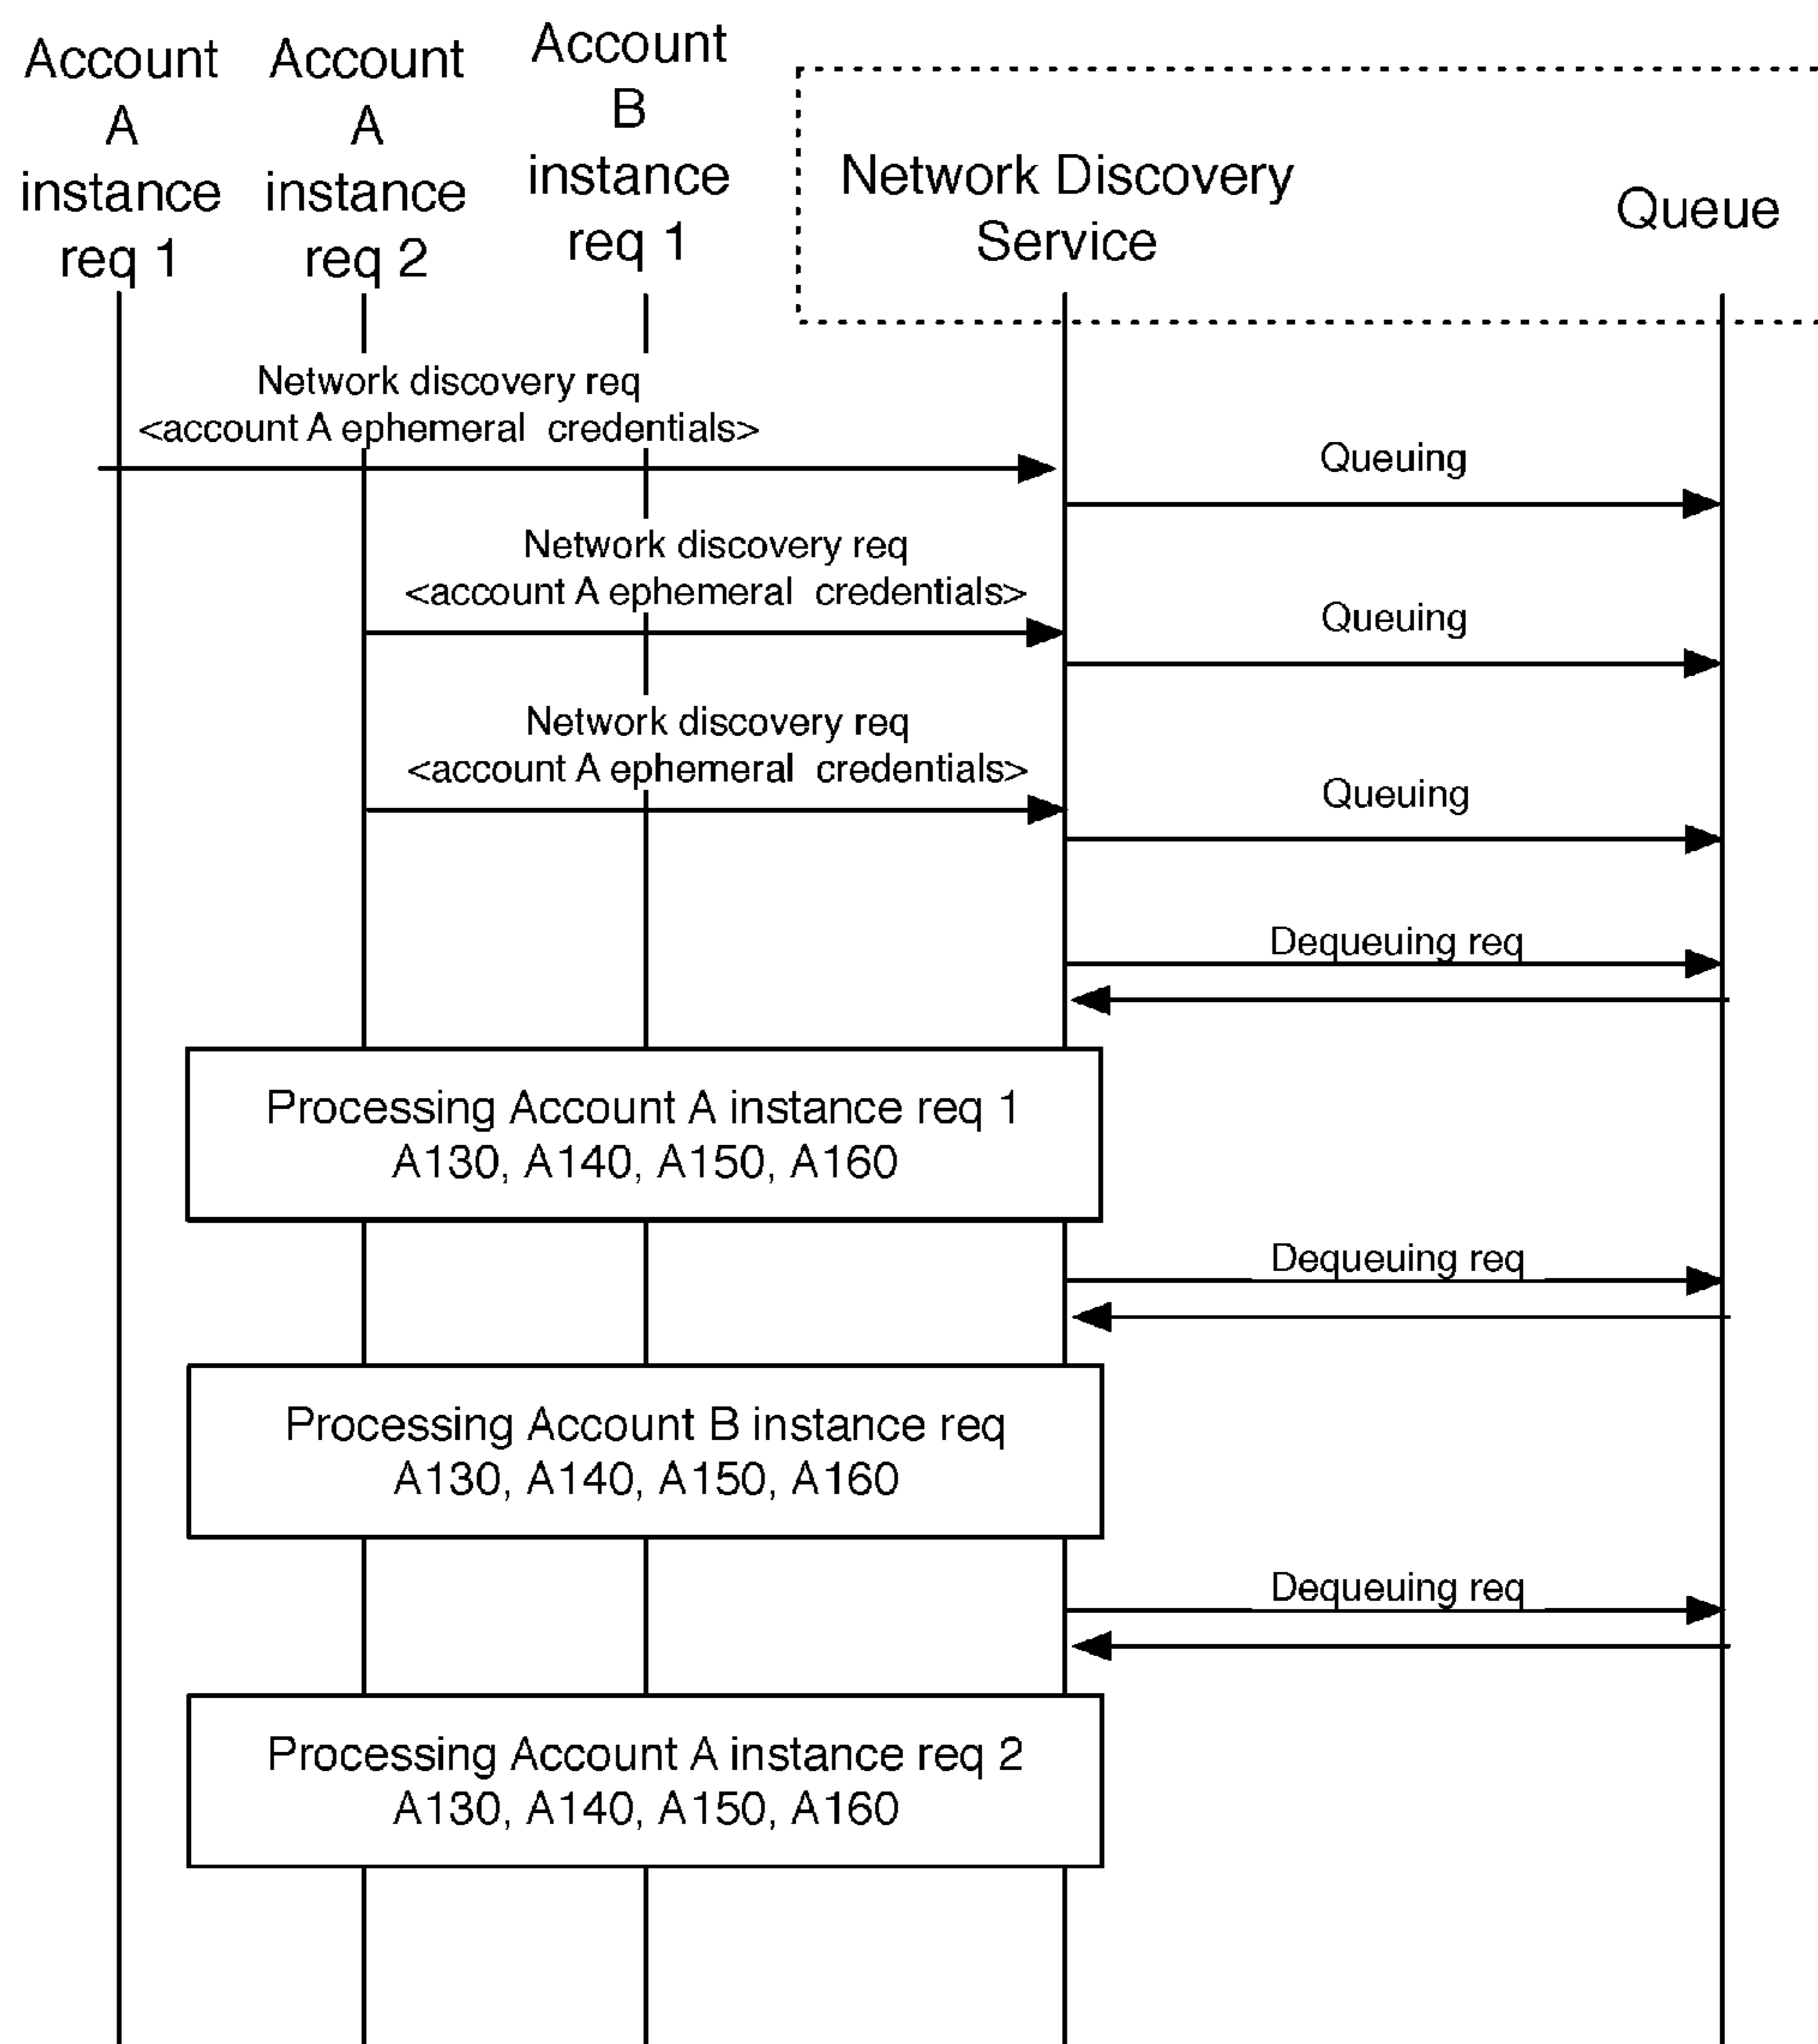 Account
A
instance
req 1
Account
A
instance
req 2
Account
B
instance
req 1
Network Discovery
Service
Queue
Network discovery req
<account A ephemeral  credentials>
Queuing
Network discovery req
<account A ephemeral  credentials>
Queuing
Network discovery req
<account A ephemeral  credentials>
Queuing
Dequeuing req
Processing Account A instance req 1
A130, A140, A150, A160
Dequeuing req
Processing Account B instance req
A130, A140, A150, A160
Dequeuing req
Processing Account A instance req 2
A130, A140, A150, A160